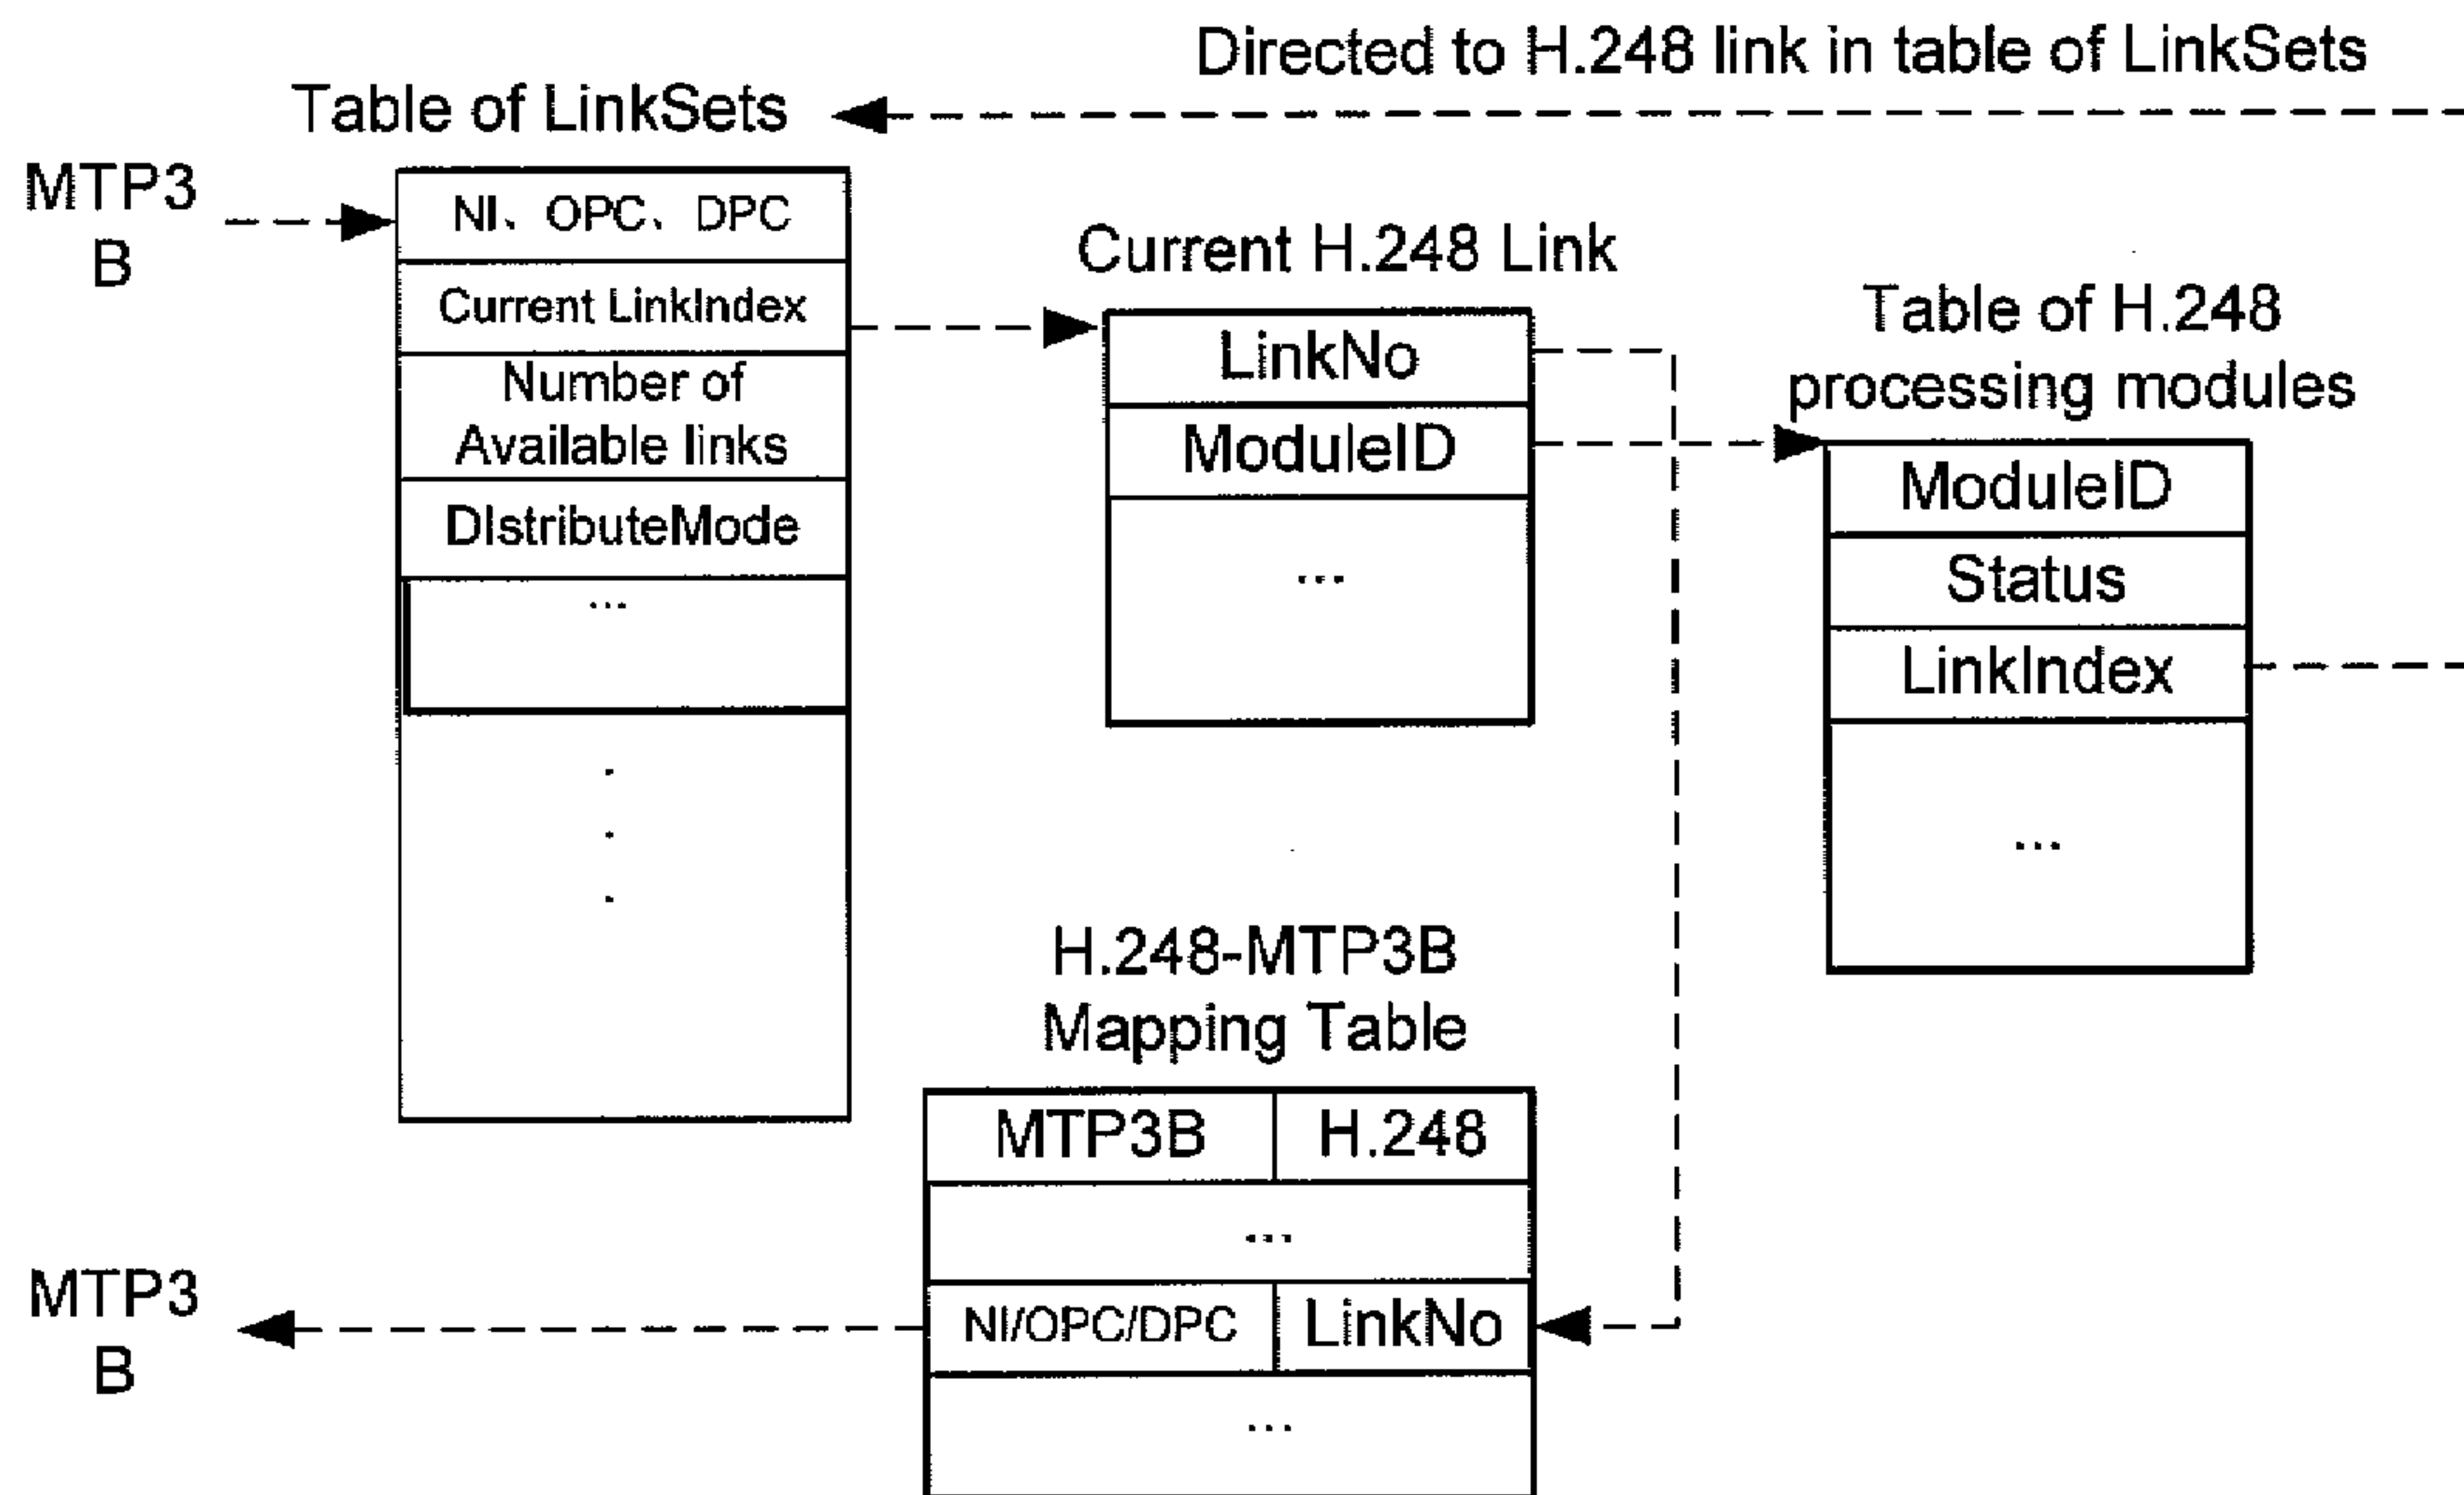 Directed to H.248 link in table of LinkSets
Table of LinkSets
MTP3
B
NI、OPC、DPC
Current LinkIndex
Number of
Available links
DIstributeMode
...
.
.
.
Current H.248 Link
LinkNo
ModuleID
...
Table of H.248
processing modules
ModuleID
Status
LinkIndex
...
H.248-MTP3B
Mapping Table
MTP3B H.248
...
NI/OPC/DPC LinkNo
...
MTP3
B